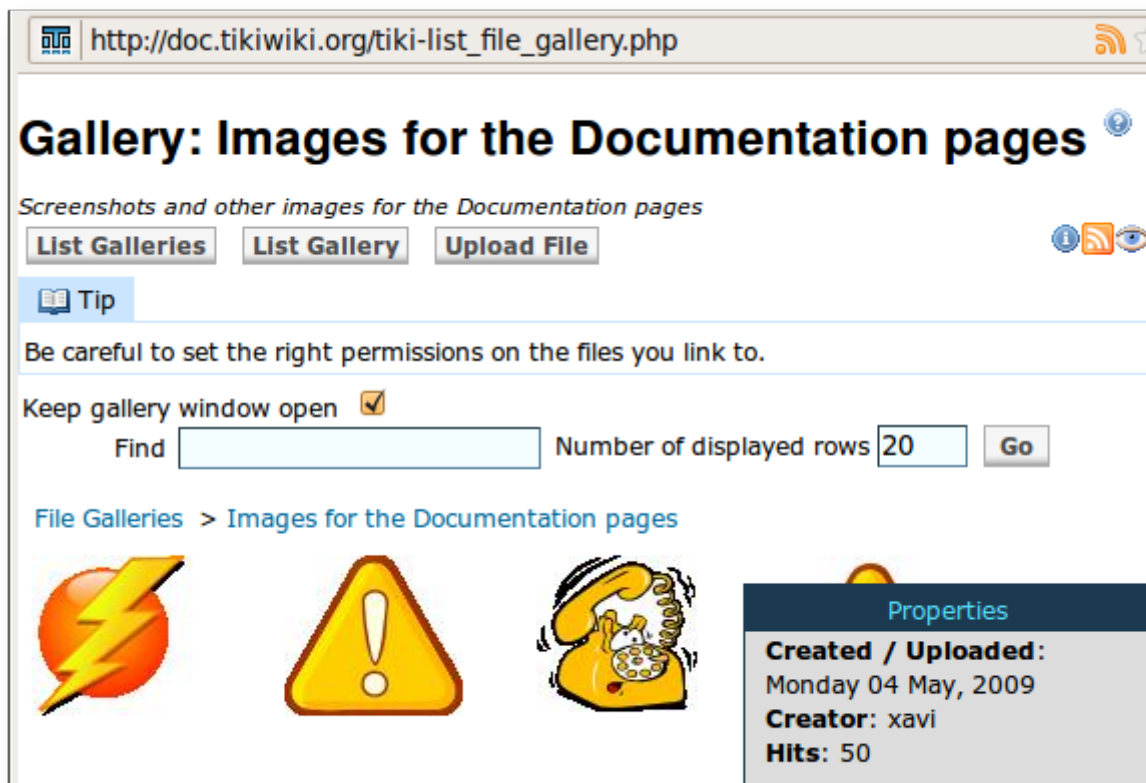 http://doc.tikiwiki.org/tiki-list_file_gallery.php
Gallery: Images for the Documentation pages
Screenshots and other images for the Documentation pages
List Galleries List Gallery Upload File
Tip
Be careful to set the right permissions on the files you link to.
Keep gallery window open
Find Number of displayed rows 20 Go
File Galleries > Images for the Documentation pages
Properties
Created / Uploaded:
Monday 04 May, 2009
Creator: xavi
Hits: 50